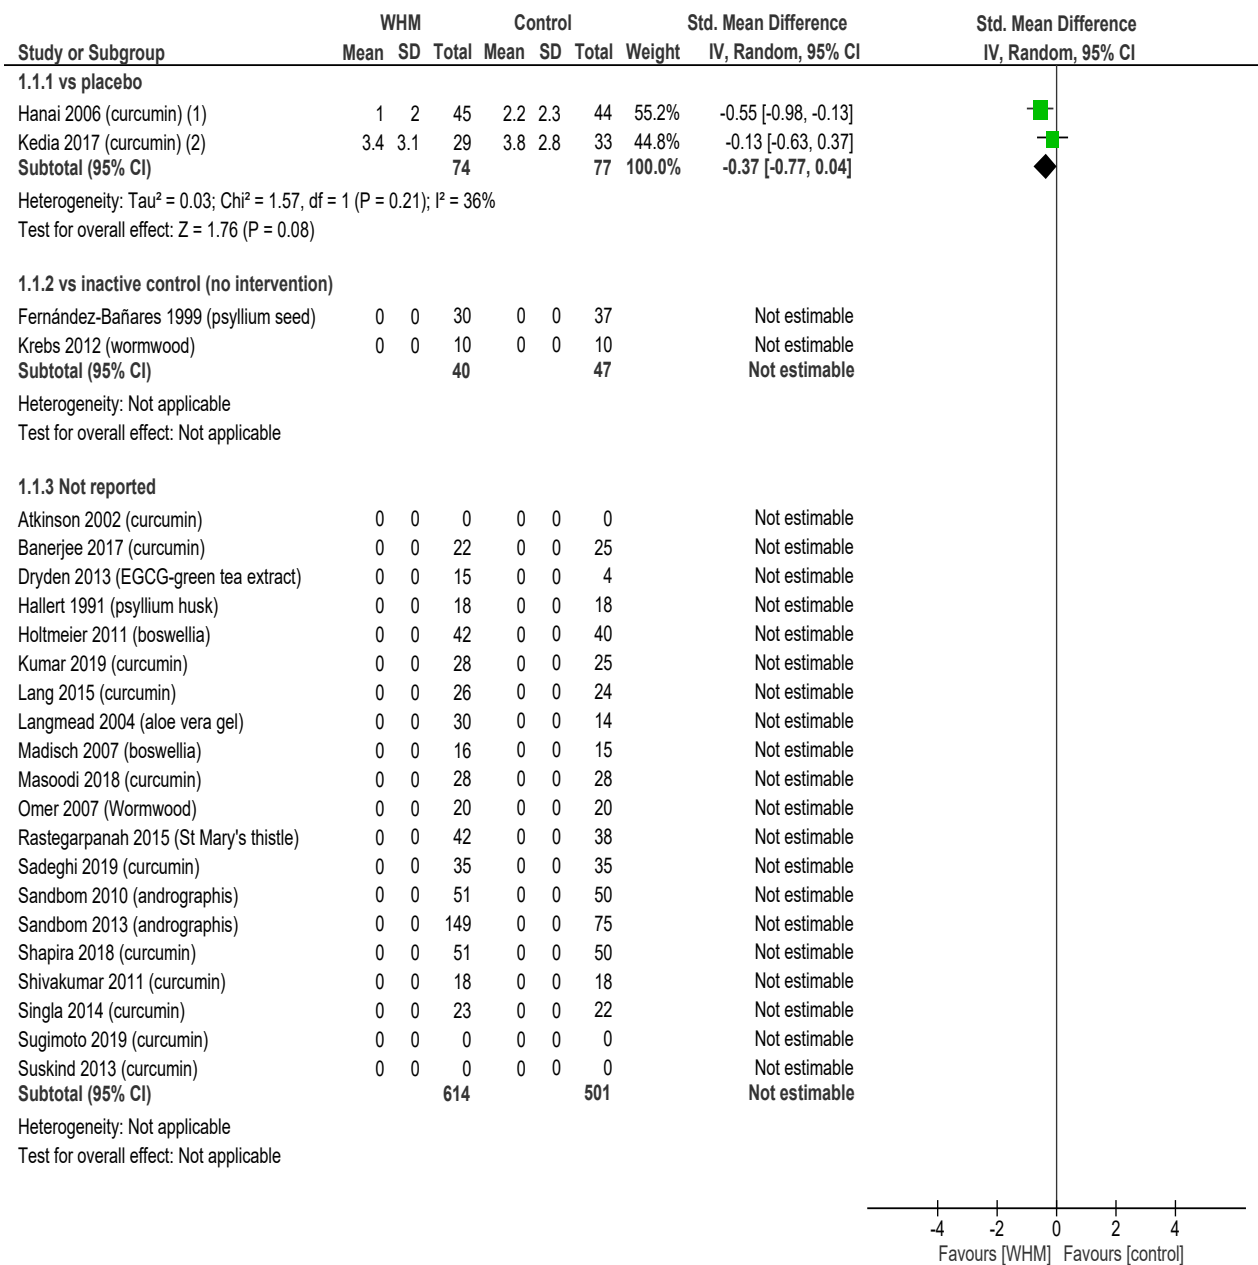 WHM Control Std. Mean Difference Std. Mean Difference
Study or Subgroup Mean SD Total Mean SD Total Weight IV, Random, 95% CI IV, Random, 95% CI
1.1.1 vs placebo
Hanai 2006 (curcumin) (1) 1 2 45 2.2 2.3 44 55.2% -0.55 [-0.98, -0.13]
Kedia 2017 (curcumin) (2) 3.4 3.1 29 3.8 2.8 33 44.8% -0.13 [-0.63, 0.37]
Subtotal (95% CI) 74 77 100.0% -0.37 [-0.77, 0.04]
Heterogeneity: Tau² = 0.03; Chi² = 1.57, df = 1 (P = 0.21); I² = 36%
Test for overall effect: Z = 1.76 (P = 0.08)
1.1.2 vs inactive control (no intervention)
Fernández-Bañares 1999 (psyllium seed) 0 0 30 0 0 37 Not estimable
Krebs 2012 (wormwood) 0 0 10 0 0 10 Not estimable
Subtotal (95% CI) 40 47 Not estimable
Heterogeneity: Not applicable
Test for overall effect: Not applicable
1.1.3 Not reported
Atkinson 2002 (curcumin) 0 0 0 0 0 0 Not estimable
Banerjee 2017 (curcumin) 0 0 22 0 0 25 Not estimable
Dryden 2013 (EGCG-green tea extract) 0 0 15 0 0 4 Not estimable
Hallert 1991 (psyllium husk) 0 0 18 0 0 18 Not estimable
Holtmeier 2011 (boswellia) 0 0 42 0 0 40 Not estimable
Kumar 2019 (curcumin) 0 0 28 0 0 25 Not estimable
Lang 2015 (curcumin) 0 0 26 0 0 24 Not estimable
Langmead 2004 (aloe vera gel) 0 0 30 0 0 14 Not estimable
Madisch 2007 (boswellia) 0 0 16 0 0 15 Not estimable
Masoodi 2018 (curcumin) 0 0 28 0 0 28 Not estimable
Omer 2007 (Wormwood) 0 0 20 0 0 20 Not estimable
Rastegarpanah 2015 (St Mary's thistle) 0 0 42 0 0 38 Not estimable
Sadeghi 2019 (curcumin) 0 0 35 0 0 35 Not estimable
Sandbom 2010 (andrographis) 0 0 51 0 0 50 Not estimable
Sandbom 2013 (andrographis) 0 0 149 0 0 75 Not estimable
Shapira 2018 (curcumin) 0 0 51 0 0 50 Not estimable
Shivakumar 2011 (curcumin) 0 0 18 0 0 18 Not estimable
Singla 2014 (curcumin) 0 0 23 0 0 22 Not estimable
Sugimoto 2019 (curcumin) 0 0 0 0 0 0 Not estimable
Suskind 2013 (curcumin) 0 0 0 0 0 0 Not estimable
Subtotal (95% CI) 614 501 Not estimable
Heterogeneity: Not applicable
Test for overall effect: Not applicable
-4 -2 0 2 4
Favours [WHM] Favours [control]